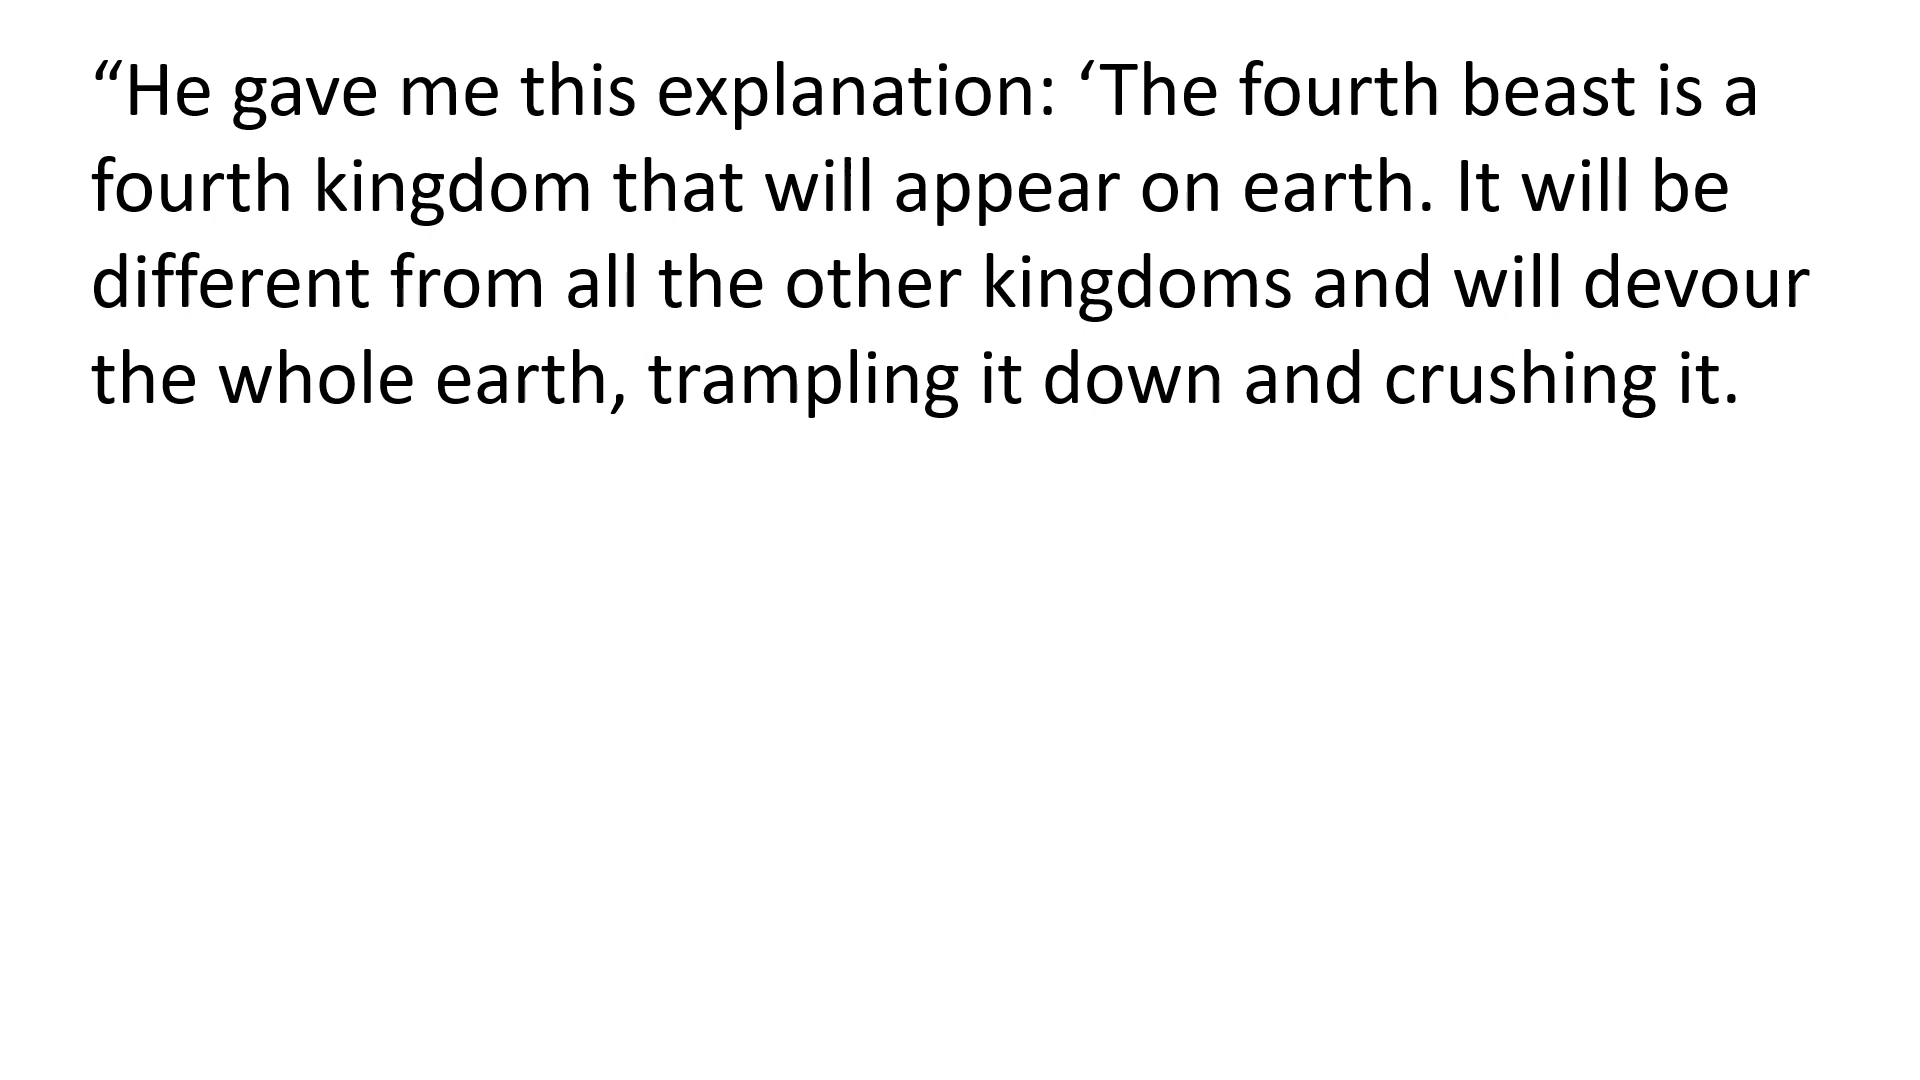 “He gave me this explanation: ‘The fourth beast is a
fourth kingdom that will appear on earth. It will be
different from all the other kingdoms and will devour
the whole earth, trampling it down and crushing it.